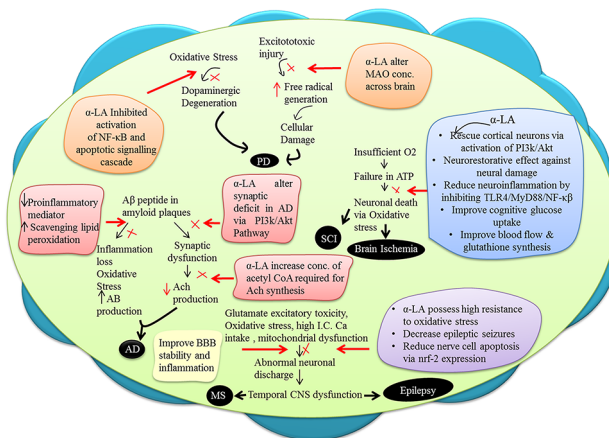 Oxidative Stress
Dopaminergic
Degeneration
Excitototoxic
injury
Free radical
generation
Cellular
Damage
PD
α-LA Inhibited
activation
of NF-κB and
apoptotic signalling
cascade
α-LA alter
MAO conc.
across brain
α-LA
• Rescue cortical neurons via
activation of PI3k/Akt
• Neurorestorative effect against
neural damage
• Reduce neuroinflammation by
inhibiting TLR4/MyD88/NF-κβ
• Improve cognitive glucose
uptake
• Improve blood flow &
glutathione synthesis
Insufficient O2
Failure in ATP
Neuronal death
via Oxidative
stress
SCI
Brain Ischemia
Proinflammatory
mediator
Scavenging lipid
peroxidation
Aβ peptide in
amyloid plaques
Inflammation
loss
Oxidative
Stress
AB
production
Synaptic
dysfunction
Ach
production
AD
α-LA alter
synaptic
deficit in AD
via PI3k/Akt
Pathway
α-LA increase conc. of
acetyl CoA required for
Ach synthesis
Improve BBB
stability and
inflammation
Glutamate excitatory toxicity,
Oxidative stress, high I.C. Ca
intake , mitochondrial dysfunction
Abnormal neuronal
discharge
Temporal CNS dysfunction
MS
Epilepsy
• α-LA possess high resistance
to oxidative stress
• Decrease epileptic seizures
• Reduce nerve cell apoptosis
via nrf-2 expression